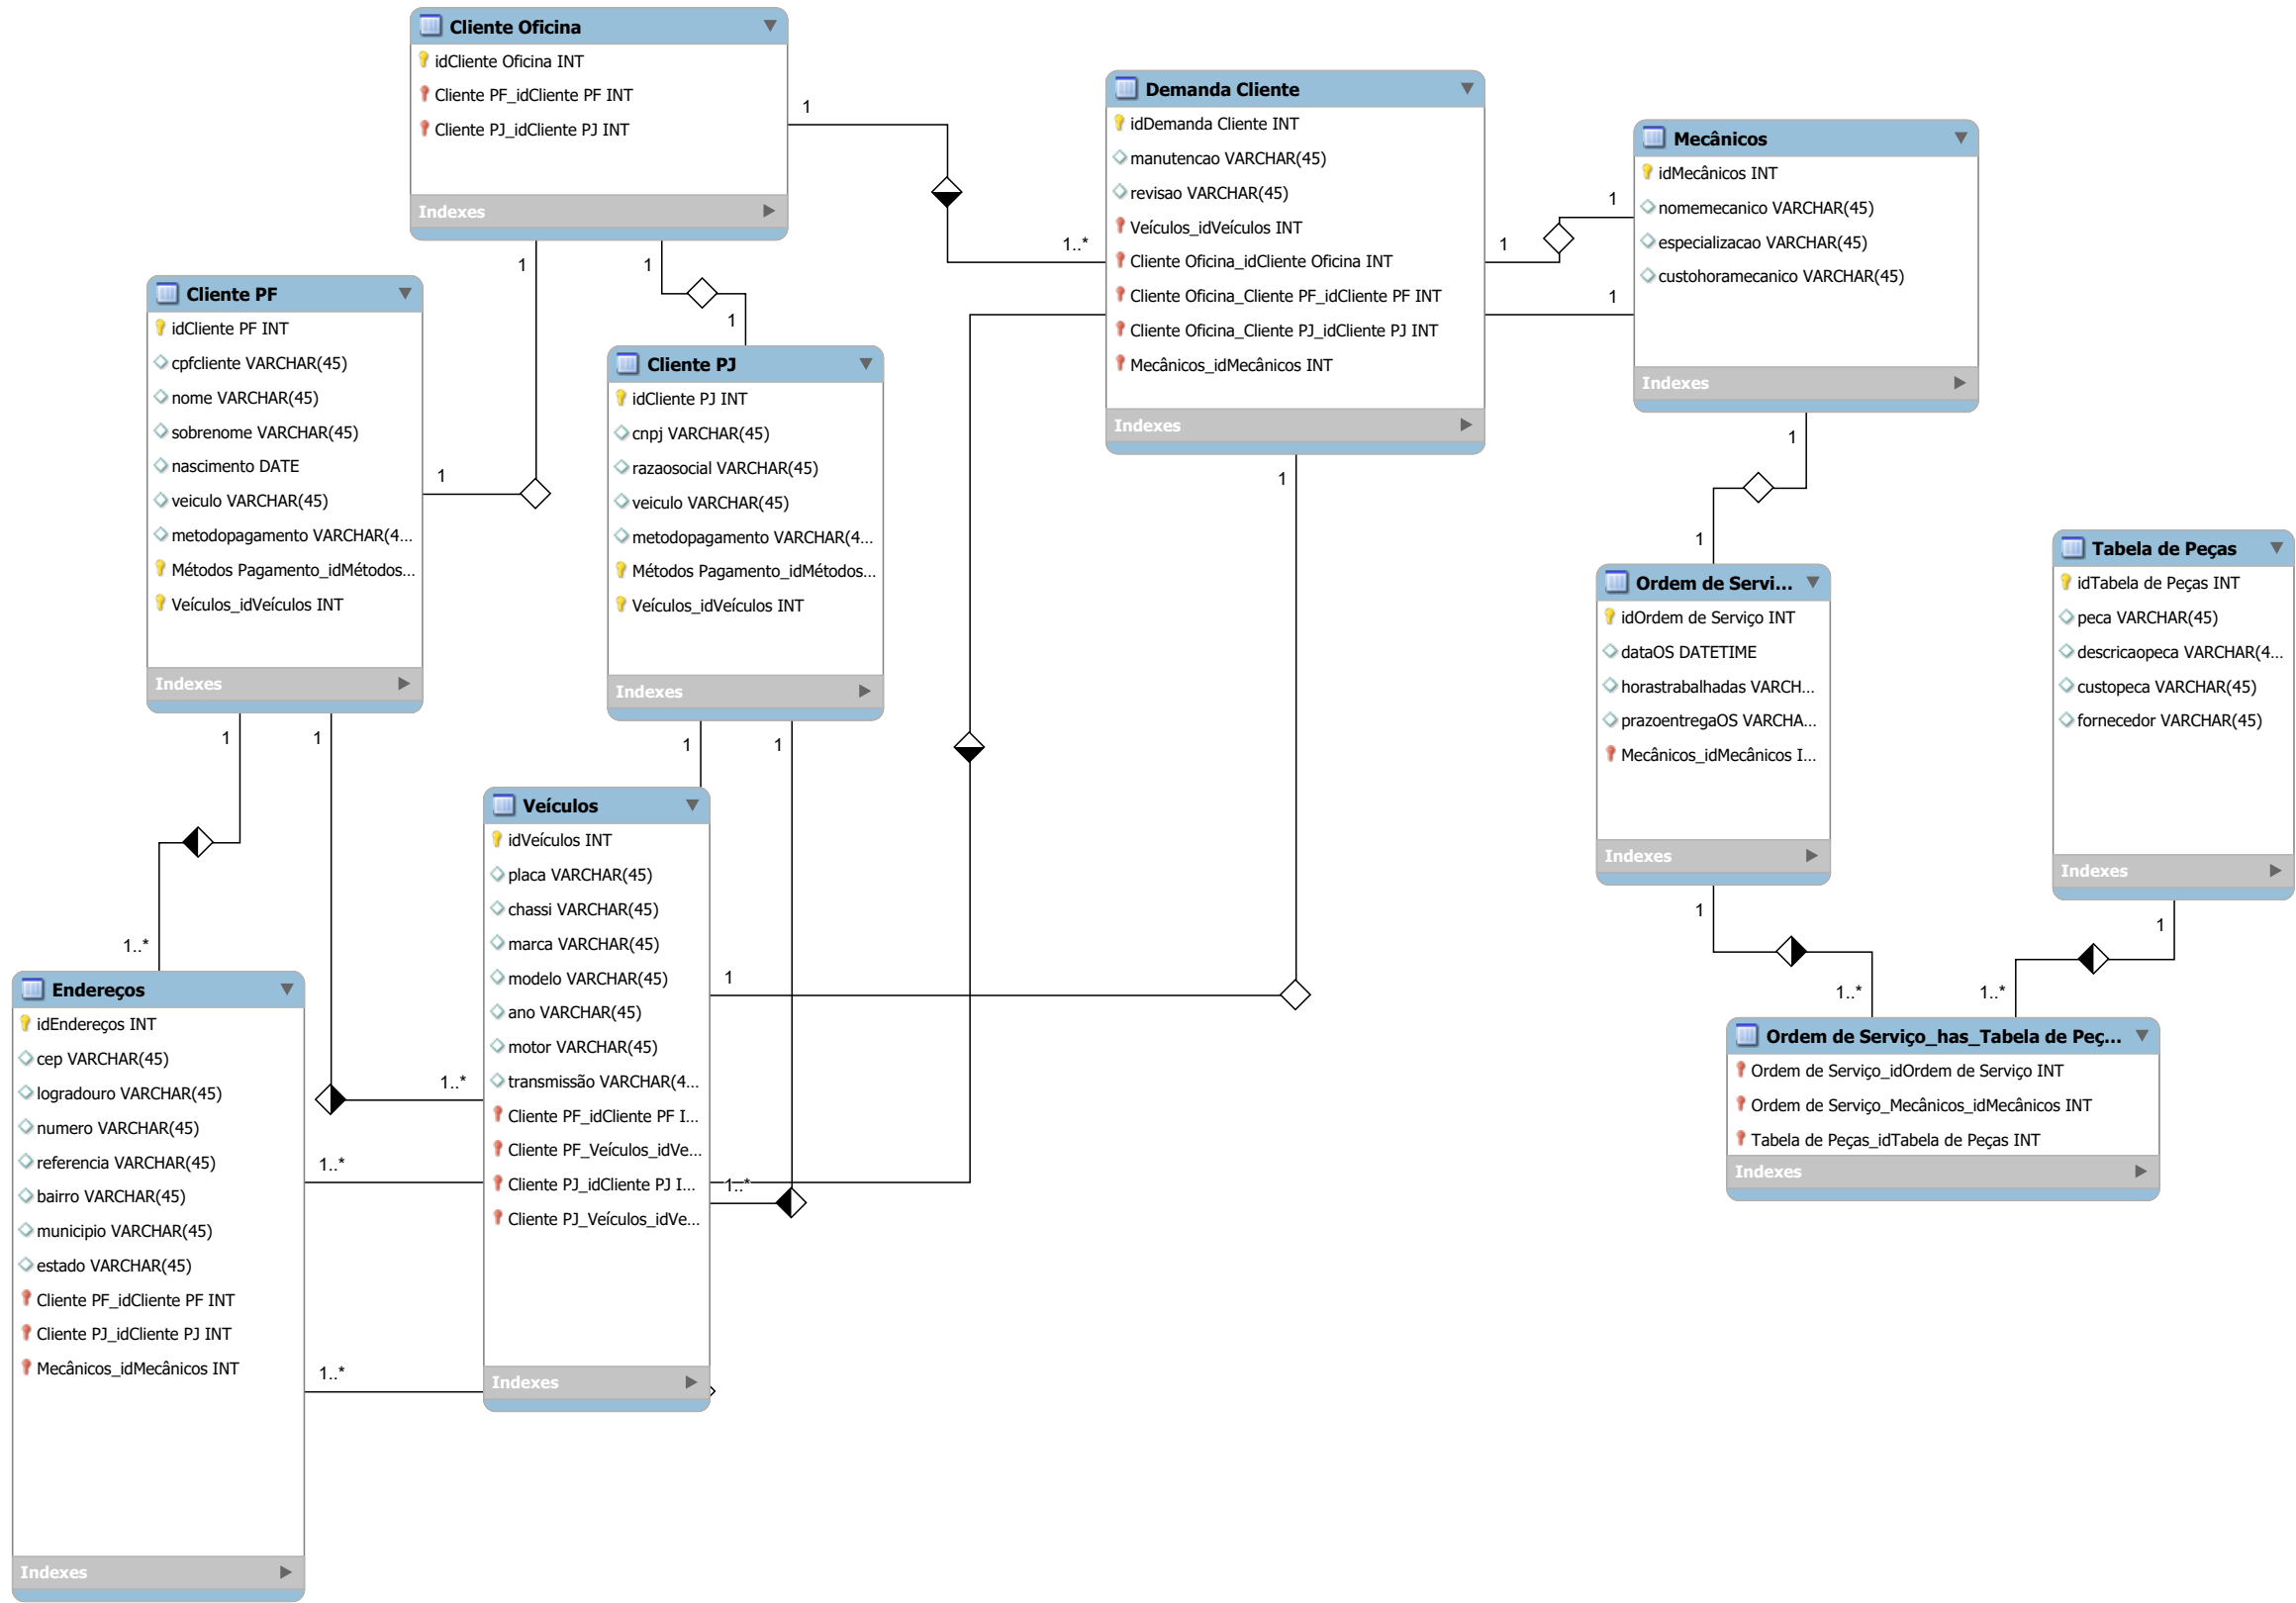 Cliente Oficina
idCliente Oficina INT
Cliente PF_idCliente PF INT
Cliente PJ_idCliente PJ INT
Indexes
1
1
1
1..*
Demanda Cliente
idDemanda Cliente INT
manutencao VARCHAR(45)
revisao VARCHAR(45)
Veículos_idVeículos INT
Cliente Oficina_idCliente Oficina INT
Cliente Oficina_Cliente PF_idCliente PF INT
Cliente Oficina_Cliente PJ_idCliente PJ INT
Mecânicos_idMecânicos INT
Indexes
1
1
1
1
Mecânicos
idMecânicos INT
nomemecanico VARCHAR(45)
especializacao VARCHAR(45)
custohoramecanico VARCHAR(45)
Indexes
1
1
Cliente PF
idCliente PF INT
cpfcliente VARCHAR(45)
nome VARCHAR(45)
sobrenome VARCHAR(45)
nascimento DATE
veiculo VARCHAR(45)
metodopagamento VARCHAR(4...
Métodos Pagamento_idMétodos...
Veículos_idVeículos INT
Indexes
1
1
1
1
Cliente PJ
idCliente PJ INT
cnpj VARCHAR(45)
razaosocial VARCHAR(45)
veiculo VARCHAR(45)
metodopagamento VARCHAR(4...
Métodos Pagamento_idMétodos...
Veículos_idVeículos INT
Indexes
1
1
Ordem de Servi...
idOrdem de Serviço INT
dataOS DATETIME
horastrabalhadas VARCH...
prazoentregaOS VARCHA...
Mecânicos_idMecânicos I...
Indexes
1
1..*
Tabela de Peças
idTabela de Peças INT
peca VARCHAR(45)
descricaopeca VARCHAR(4...
custopeca VARCHAR(45)
fornecedor VARCHAR(45)
Indexes
1
1..*
Veículos
idVeículos INT
placa VARCHAR(45)
chassi VARCHAR(45)
marca VARCHAR(45)
modelo VARCHAR(45)
ano VARCHAR(45)
motor VARCHAR(45)
transmissão VARCHAR(4...
Cliente PF_idCliente PF I...
Cliente PF_Veículos_idVe...
Cliente PJ_idCliente PJ I...
Cliente PJ_Veículos_idVe...
Indexes
1
1..*
1..*
1..*
Endereços
idEndereços INT
cep VARCHAR(45)
logradouro VARCHAR(45)
numero VARCHAR(45)
referencia VARCHAR(45)
bairro VARCHAR(45)
municipio VARCHAR(45)
estado VARCHAR(45)
Cliente PF_idCliente PF INT
Cliente PJ_idCliente PJ INT
Mecânicos_idMecânicos INT
Indexes
1..*
1..*
Ordem de Serviço_has_Tabela de Peç...
Ordem de Serviço_idOrdem de Serviço INT
Ordem de Serviço_Mecânicos_idMecânicos INT
Tabela de Peças_idTabela de Peças INT
Indexes